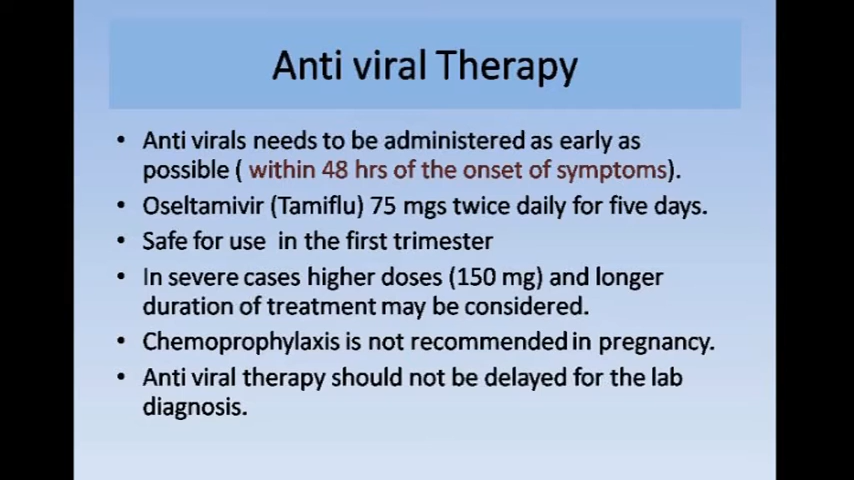 Anti viral Therapy
• Anti virals needs to be administered as early as
possible ( within 48 hrs of the onset of symptoms).
• Oseltamivir (Tamiflu) 75 mgs twice daily for five days.
• Safe for use in the first trimester
• In severe cases higher doses (150 mg) and longer
duration of treatment may be considered.
• Chemoprophylaxis is not recommended in pregnancy.
• Anti viral therapy should not be delayed for the lab
diagnosis.